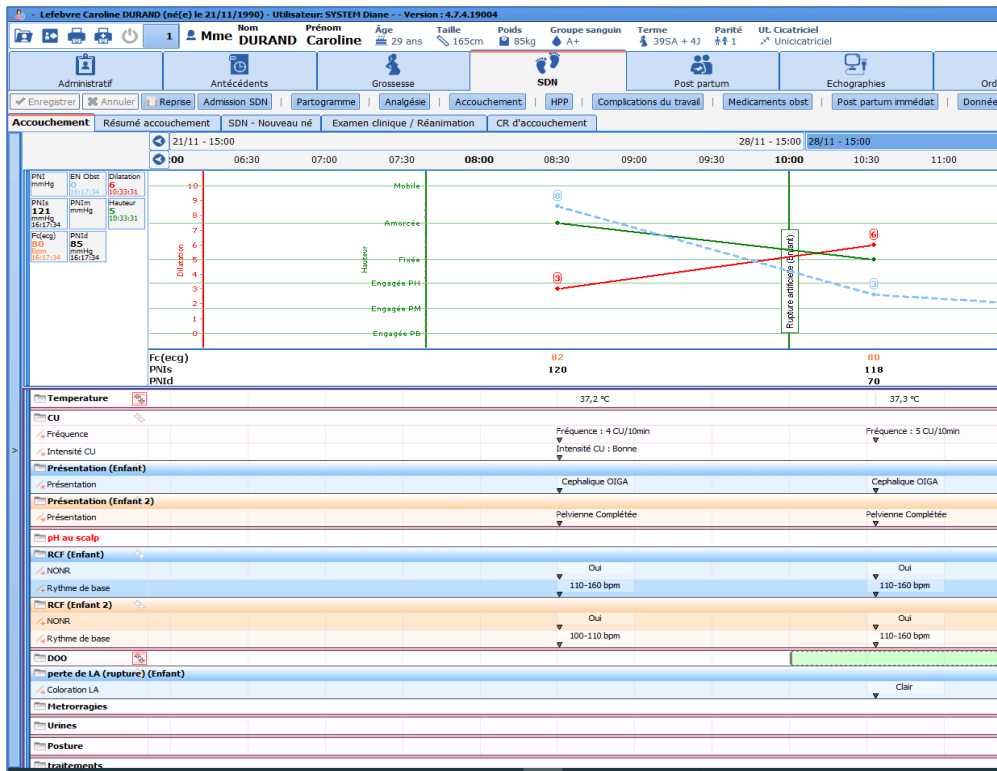 - Lefebvre Caroline DURAND (né(e) le 21/11/1990) - Utilisateur: SYSTEM Diane - - Version : 4.7.4.19004
1 Mme Nom DURAND Prénom Caroline Âge 29 ans Taille 165cm Poids 85kg Groupe sanguin A+ Terme 39SA + 4J Parité 1 Ut. Cicatriciel Unicicatriciel
Administratif Antécédents Grossesse SDN Post partum Echographies Ord
Enregistrer Annuler Reprise Admission SDN | Partogramme | Analgésie | Accouchement | HPP | Complications du travail | Medicaments obst | Post partum immédiat | Donnée
Accouchement Résumé accouchement SDN - Nouveau né Examen clinique / Réanimation CR d'accouchement
21/11 - 15:00 28/11 - 15:00 28/11 - 15:00
:00 06:30 07:00 07:30 08:00 08:30 09:00 09:30 10:00 10:30 11:00
PNI mmHg
EN Obst 0 16:17:34
Dilatation 6 10:33:31
PNIs 121 mmHg 16:17:34
PNIm mmHg
Hauteur 5 10:33:31
Fc(ecg) 80 Bpm 16:17:34
PNId 85 mmHg 16:17:34
Dilatation
10
9
8
7
6
5
4
3
2
1
0
Hauteur
Mobile
Amorcée
Fixée
Engagée PH
Engagée PM
Engagée PB
8
3
6
3
Rupture artificielle (Enfant)
Fc(ecg) 82 80
PNIs 120 118
PNId 70
Temperature 37,2 °C 37,3 °C
CU
Fréquence Fréquence : 4 CU/10min Fréquence : 5 CU/10min
Intensité CU Intensité CU : Bonne
Présentation (Enfant)
Présentation Cephalique OIGA Cephalique OIGA
Présentation (Enfant 2)
Présentation Pelvienne Complétée Pelvienne Complétée
pH au scalp
RCF (Enfant)
NONR Oui Oui
Rythme de base 110-160 bpm 110-160 bpm
RCF (Enfant 2)
NONR Oui Oui
Rythme de base 100-110 bpm 110-160 bpm
DOO
perte de LA (rupture) (Enfant)
Coloration LA Clair
Metrorragies
Urines
Posture
traitements
>